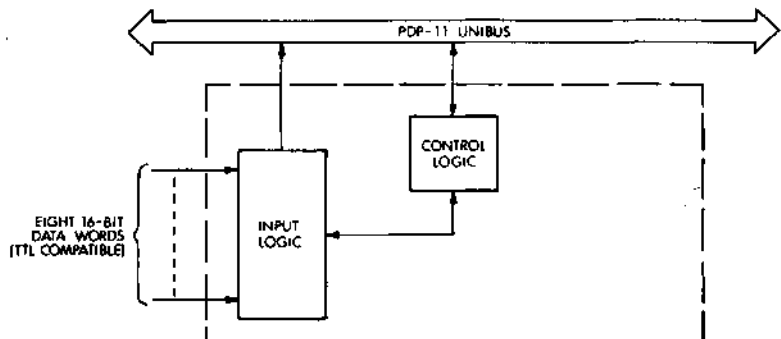 PDP-11 UNIBUS
CONTROL
LOGIC
INPUT
LOGIC
EIGHT 16-BIT
DATA WORDS
(TTL COMPATIBLE)